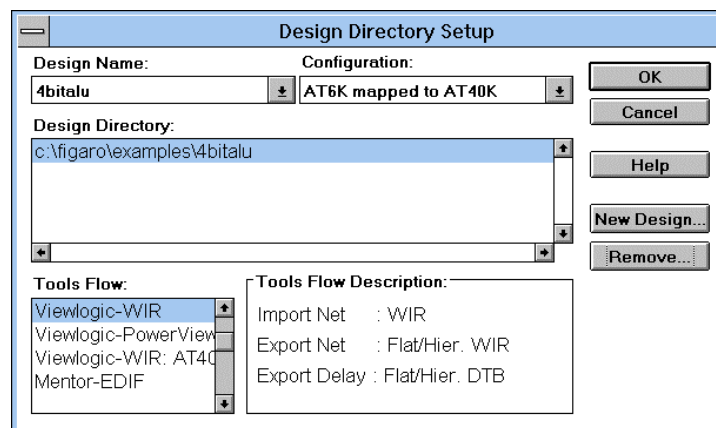 Design Directory Setup
Design Name:
Configuration:
4bitalu
AT6K mapped to AT40K
Design Directory:
c:\figaro\examples\4bitalu
OK
Cancel
Help
New Design...
Remove...
Tools Flow:
Viewlogic-WIR
Viewlogic-PowerView
Viewlogic-WIR: AT40
Mentor-EDIF
Tools Flow Description:
Import Net : WIR
Export Net : Flat/Hier. WIR
Export Delay : Flat/Hier. DTB